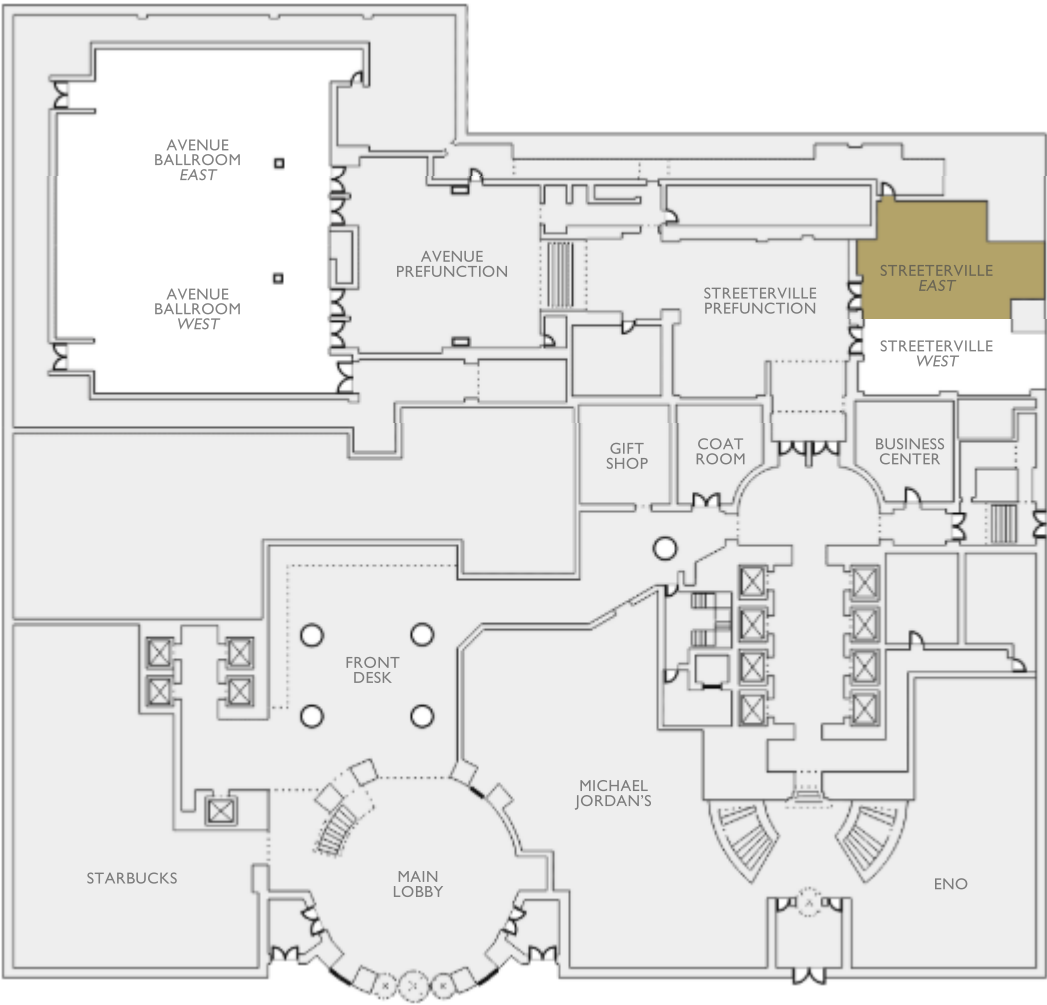 AVENUE
BALLROOM
EAST
AVENUE
PREFUNCTION
AVENUE
BALLROOM
WEST
STREETERVILLE
PREFUNCTION
STREETERVILLE
EAST
STREETERVILLE
WEST
GIFT
SHOP
COAT
ROOM
BUSINESS
CENTER
FRONT
DESK
MICHAEL
JORDAN'S
STARBUCKS
MAIN
LOBBY
ENO